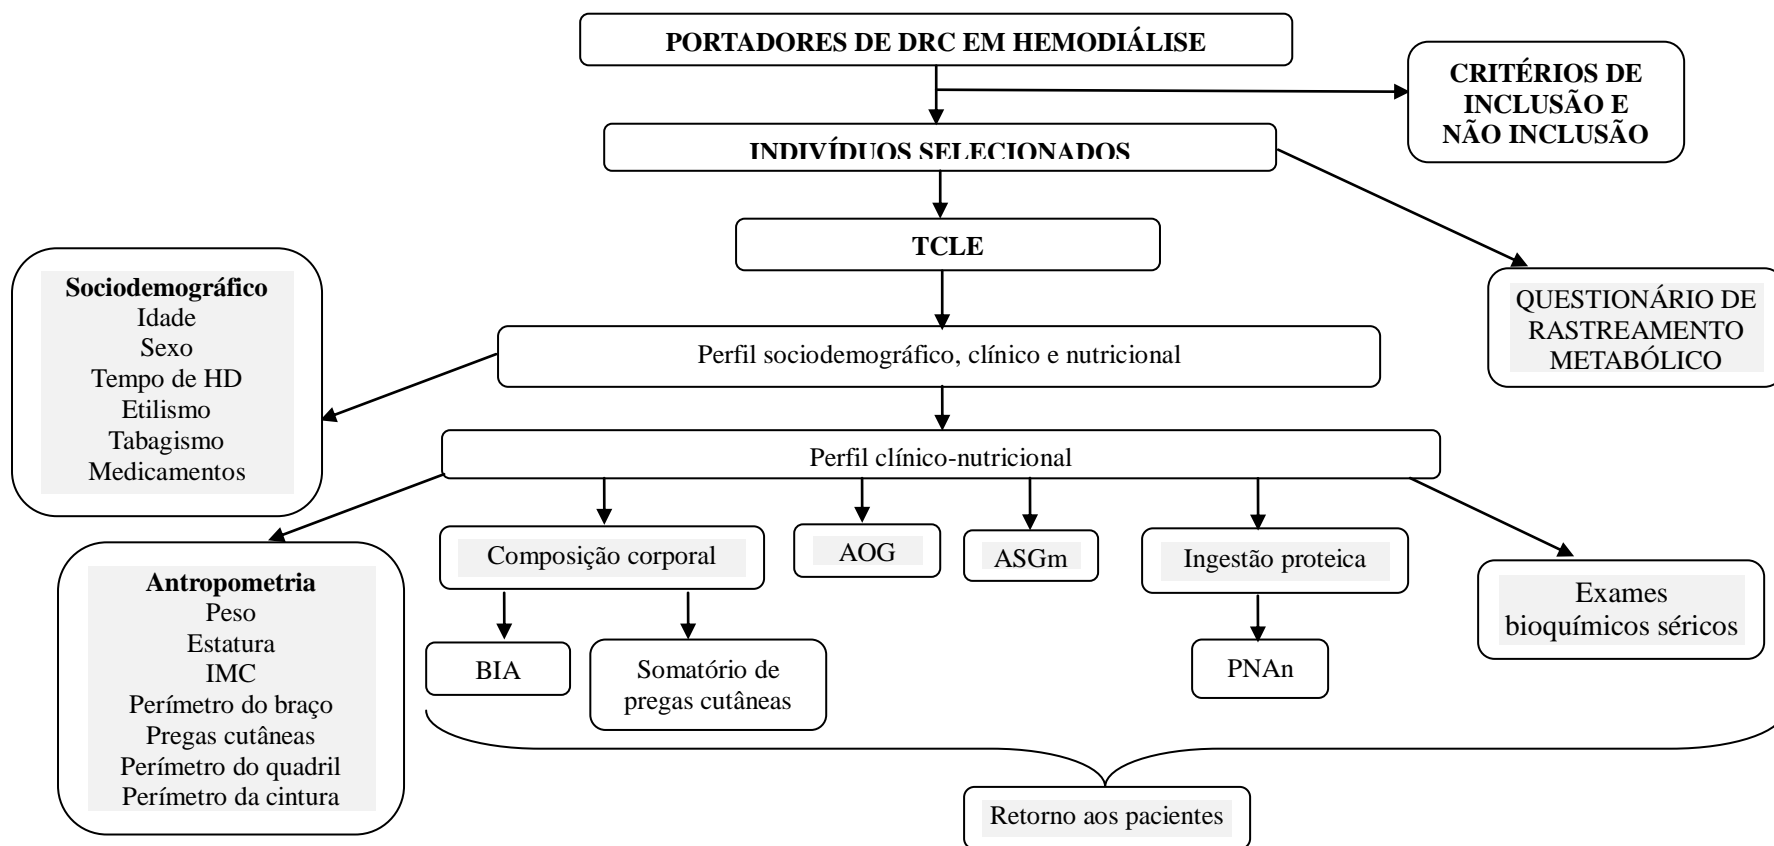 PORTADORES DE DRC EM HEMODIÁLISE
CRITÉRIOS DE
INCLUSÃO E
NÃO INCLUSÃO
INDIVÍDUOS SELECIONADOS
TCLE
Sociodemográfico
Idade
Sexo
Tempo de HD
Etilismo
Tabagismo
Medicamentos
QUESTIONÁRIO DE
RASTREAMENTO
METABÓLICO
Perfil sociodemográfico, clínico e nutricional
Perfil clínico-nutricional
Antropometria
Peso
Estatura
IMC
Perímetro do braço
Pregas cutâneas
Perímetro do quadril
Perímetro da cintura
Composição corporal
AOG
ASGm
Ingestão proteica
Exames
bioquímicos séricos
BIA
Somatório de
pregas cutâneas
PNAn
Retorno aos pacientes